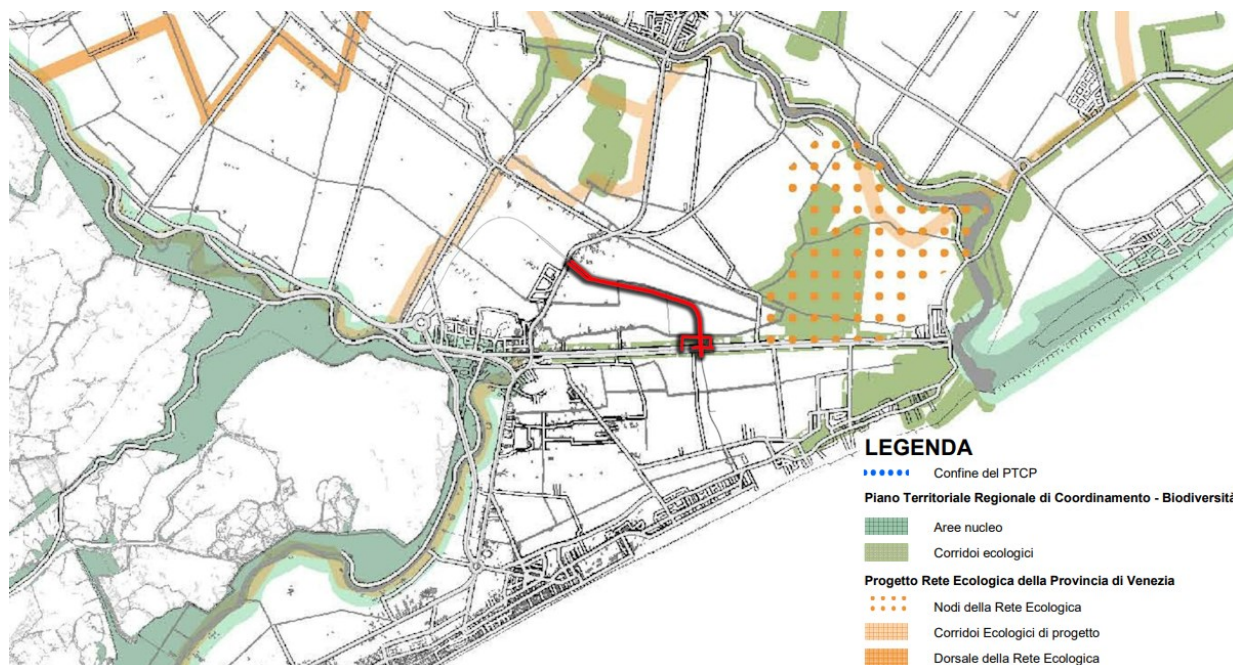 LEGENDA
Confine del PTCP
Piano Territoriale Regionale di Coordinamento - Biodiversità
Aree nucleo
Corridoi ecologici
Progetto Rete Ecologica della Provincia di Venezia
Nodi della Rete Ecologica
Corridoi Ecologici di progetto
Dorsale della Rete Ecologica